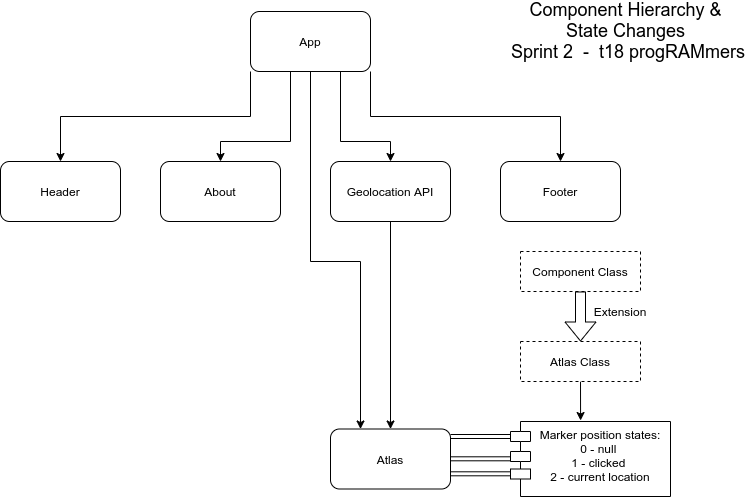 Component Hierarchy &
State Changes
Sprint 2 - t18 progRAMmers
App
Header
About
Geolocation API
Footer
Component Class
Extension
Atlas Class
Atlas
Marker position states:
0 - null
1 - clicked
2 - current location